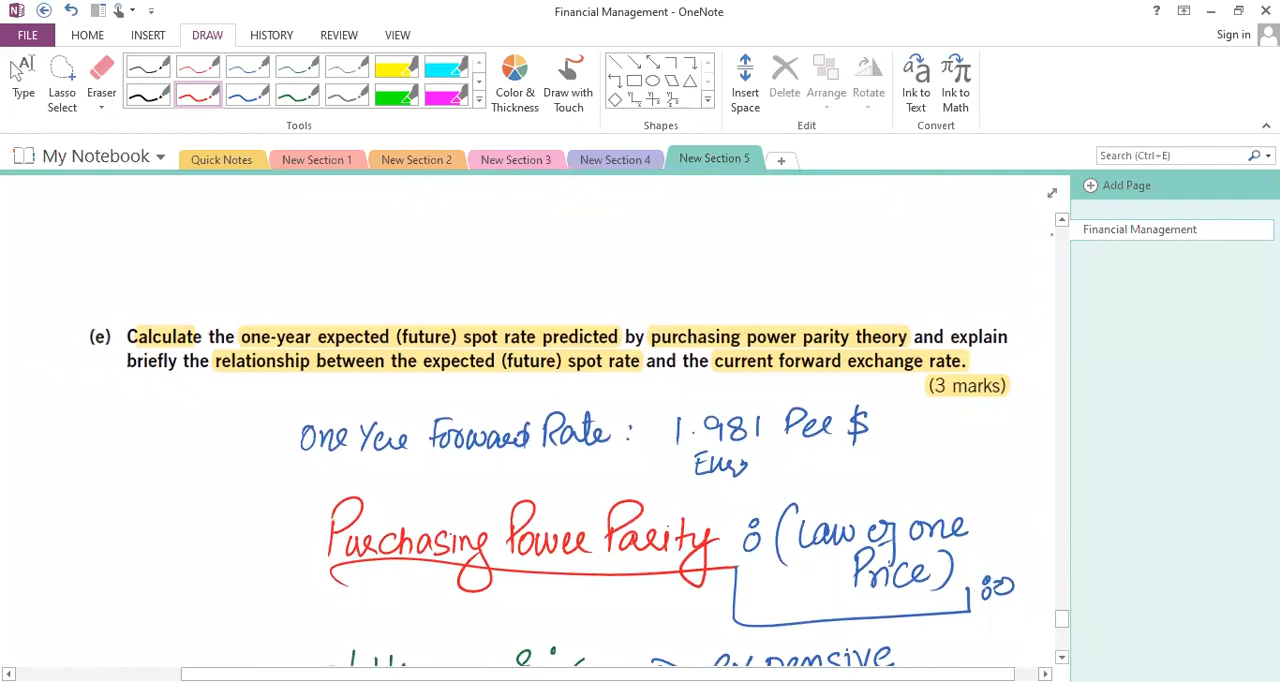 Financial Management - OneNote
? 
Sign in
FILE HOME INSERT DRAW HISTORY REVIEW VIEW
Type
Lasso Select
Eraser
Color & Thickness
Draw with Touch
Insert Space
Delete
Arrange
Rotate
Ink to Text
Ink to Math
Tools Shapes Edit Convert
My Notebook
Quick Notes New Section 1 New Section 2 New Section 3 New Section 4 New Section 5
Search (Ctrl+E)
Add Page
Financial Management
(e) Calculate the one-year expected (future) spot rate predicted by purchasing power parity theory and explain
briefly the relationship between the expected (future) spot rate and the current forward exchange rate.
(3 marks)
One Year Forward Rate : 1.981 Per $
Euro
Purchasing Power Parity : (Law of one
Price)
expensive